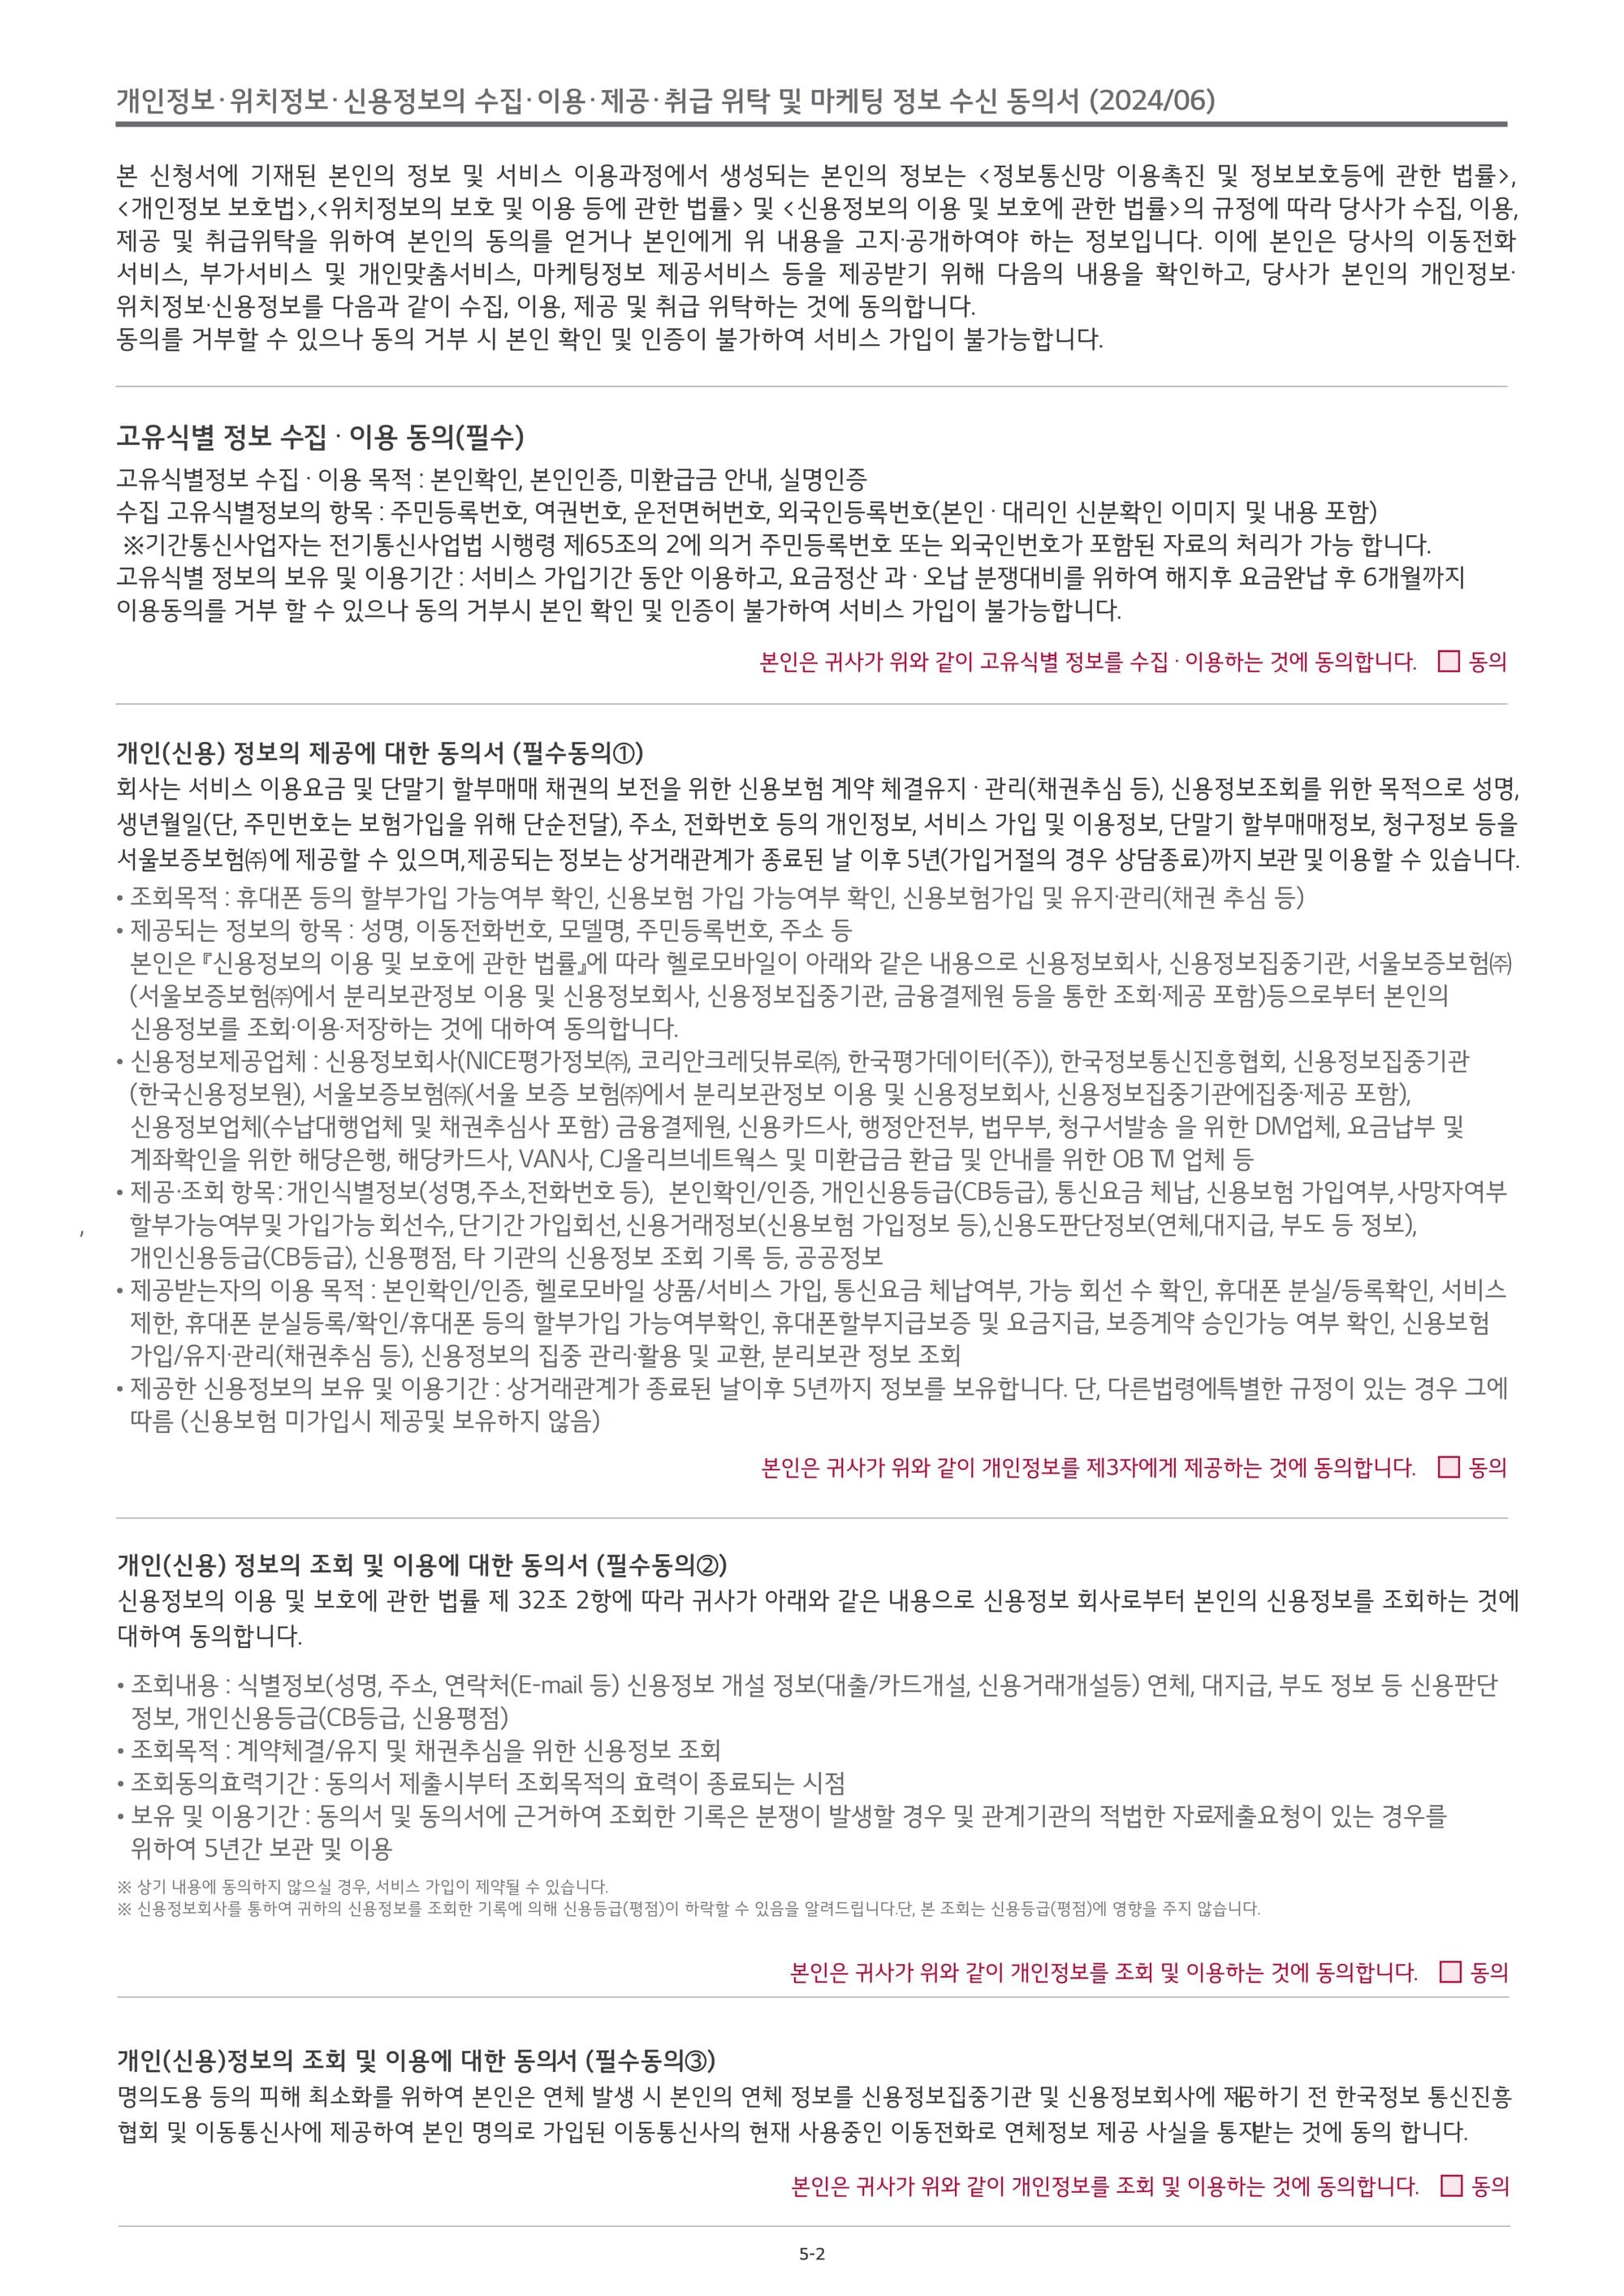 개인정보·위치정보·신용정보의 수집·이용·제공·취급 위탁 및 마케팅 정보 수신 동의서 (2024/06)
본 신청서에 기재된 본인의 정보 및 서비스 이용과정에서 생성되는 본인의 정보는 <정보통신망 이용촉진 및 정보보호등에 관한 법률>,
<개인정보 보호법>,<위치정보의 보호 및 이용 등에 관한 법률> 및 <신용정보의 이용 및 보호에 관한 법률>의 규정에 따라 당사가 수집, 이용,
제공 및 취급위탁을 위하여 본인의 동의를 얻거나 본인에게 위 내용을 고지·공개하여야 하는 정보입니다. 이에 본인은 당사의 이동전화
서비스, 부가서비스 및 개인맞춤서비스, 마케팅정보 제공서비스 등을 제공받기 위해 다음의 내용을 확인하고, 당사가 본인의 개인정보·
위치정보·신용정보를 다음과 같이 수집, 이용, 제공 및 취급 위탁하는 것에 동의합니다.
동의를 거부할 수 있으나 동의 거부 시 본인 확인 및 인증이 불가하여 서비스 가입이 불가능합니다.
고유식별 정보 수집 · 이용 동의(필수)
고유식별정보 수집 · 이용 목적 : 본인확인, 본인인증, 미환급금 안내, 실명인증
수집 고유식별정보의 항목 : 주민등록번호, 여권번호, 운전면허번호, 외국인등록번호(본인 · 대리인 신분확인 이미지 및 내용 포함)
※기간통신사업자는 전기통신사업법 시행령 제65조의 2에 의거 주민등록번호 또는 외국인번호가 포함된 자료의 처리가 가능 합니다.
고유식별 정보의 보유 및 이용기간 : 서비스 가입기간 동안 이용하고, 요금정산 과 · 오납 분쟁대비를 위하여 해지후 요금완납 후 6개월까지
이용동의를 거부 할 수 있으나 동의 거부시 본인 확인 및 인증이 불가하여 서비스 가입이 불가능합니다.
본인은 귀사가 위와 같이 고유식별 정보를 수집 · 이용하는 것에 동의합니다. □ 동의
개인(신용) 정보의 제공에 대한 동의서 (필수동의①)
회사는 서비스 이용요금 및 단말기 할부매매 채권의 보전을 위한 신용보험 계약 체결유지 · 관리(채권추심 등), 신용정보조회를 위한 목적으로 성명,
생년월일(단, 주민번호는 보험가입을 위해 단순전달), 주소, 전화번호 등의 개인정보, 서비스 가입 및 이용정보, 단말기 할부매매정보, 청구정보 등을
서울보증보험㈜에 제공할 수 있으며,제공되는 정보는 상거래관계가 종료된 날 이후 5년(가입거절의 경우 상담종료)까지 보관 및 이용할 수 있습니다.
• 조회목적 : 휴대폰 등의 할부가입 가능여부 확인, 신용보험 가입 가능여부 확인, 신용보험가입 및 유지·관리(채권 추심 등)
• 제공되는 정보의 항목 : 성명, 이동전화번호, 모델명, 주민등록번호, 주소 등
본인은『신용정보의 이용 및 보호에 관한 법률』에 따라 헬로모바일이 아래와 같은 내용으로 신용정보회사, 신용정보집중기관, 서울보증보험㈜
(서울보증보험㈜에서 분리보관정보 이용 및 신용정보회사, 신용정보집중기관, 금융결제원 등을 통한 조회·제공 포함)등으로부터 본인의
신용정보를 조회·이용·저장하는 것에 대하여 동의합니다.
• 신용정보제공업체 : 신용정보회사(NICE평가정보㈜, 코리안크레딧뷰로㈜, 한국평가데이터(주)), 한국정보통신진흥협회, 신용정보집중기관
(한국신용정보원), 서울보증보험㈜(서울 보증 보험㈜에서 분리보관정보 이용 및 신용정보회사, 신용정보집중기관에집중·제공 포함),
신용정보업체(수납대행업체 및 채권추심사 포함) 금융결제원, 신용카드사, 행정안전부, 법무부, 청구서발송 을 위한 DM업체, 요금납부 및
계좌확인을 위한 해당은행, 해당카드사, VAN사, CJ올리브네트웍스 및 미환급금 환급 및 안내를 위한 OB TM 업체 등
• 제공·조회 항목 : 개인식별정보(성명,주소,전화번호 등), 본인확인/인증, 개인신용등급(CB등급), 통신요금 체납, 신용보험 가입여부,사망자여부
, 할부가능여부 및 가입가능 회선수,, 단기간 가입회선, 신용거래정보(신용보험 가입정보 등),신용도판단정보(연체,대지급, 부도 등 정보),
개인신용등급(CB등급), 신용평점, 타 기관의 신용정보 조회 기록 등, 공공정보
• 제공받는자의 이용 목적 : 본인확인/인증, 헬로모바일 상품/서비스 가입, 통신요금 체납여부, 가능 회선 수 확인, 휴대폰 분실/등록확인, 서비스
제한, 휴대폰 분실등록/확인/휴대폰 등의 할부가입 가능여부확인, 휴대폰할부지급보증 및 요금지급, 보증계약 승인가능 여부 확인, 신용보험
가입/유지·관리(채권추심 등), 신용정보의 집중 관리·활용 및 교환, 분리보관 정보 조회
• 제공한 신용정보의 보유 및 이용기간 : 상거래관계가 종료된 날이후 5년까지 정보를 보유합니다. 단, 다른법령에특별한 규정이 있는 경우 그에
따름 (신용보험 미가입시 제공및 보유하지 않음)
본인은 귀사가 위와 같이 개인정보를 제3자에게 제공하는 것에 동의합니다. □ 동의
개인(신용) 정보의 조회 및 이용에 대한 동의서 (필수동의②)
신용정보의 이용 및 보호에 관한 법률 제 32조 2항에 따라 귀사가 아래와 같은 내용으로 신용정보 회사로부터 본인의 신용정보를 조회하는 것에
대하여 동의합니다.
• 조회내용 : 식별정보(성명, 주소, 연락처(E-mail 등) 신용정보 개설 정보(대출/카드개설, 신용거래개설등) 연체, 대지급, 부도 정보 등 신용판단
정보, 개인신용등급(CB등급, 신용평점)
• 조회목적 : 계약체결/유지 및 채권추심을 위한 신용정보 조회
• 조회동의효력기간 : 동의서 제출시부터 조회목적의 효력이 종료되는 시점
• 보유 및 이용기간 : 동의서 및 동의서에 근거하여 조회한 기록은 분쟁이 발생할 경우 및 관계기관의 적법한 자료제출요청이 있는 경우를
위하여 5년간 보관 및 이용
※ 상기 내용에 동의하지 않으실 경우, 서비스 가입이 제약될 수 있습니다.
※ 신용정보회사를 통하여 귀하의 신용정보를 조회한 기록에 의해 신용등급(평점)이 하락할 수 있음을 알려드립니다.단, 본 조회는 신용등급(평점)에 영향을 주지 않습니다.
본인은 귀사가 위와 같이 개인정보를 조회 및 이용하는 것에 동의합니다. □ 동의
개인(신용)정보의 조회 및 이용에 대한 동의서 (필수동의③)
명의도용 등의 피해 최소화를 위하여 본인은 연체 발생 시 본인의 연체 정보를 신용정보집중기관 및 신용정보회사에 제공하기 전 한국정보 통신진흥
협회 및 이동통신사에 제공하여 본인 명의로 가입된 이동통신사의 현재 사용중인 이동전화로 연체정보 제공 사실을 통지받는 것에 동의 합니다.
본인은 귀사가 위와 같이 개인정보를 조회 및 이용하는 것에 동의합니다. □ 동의
5-2